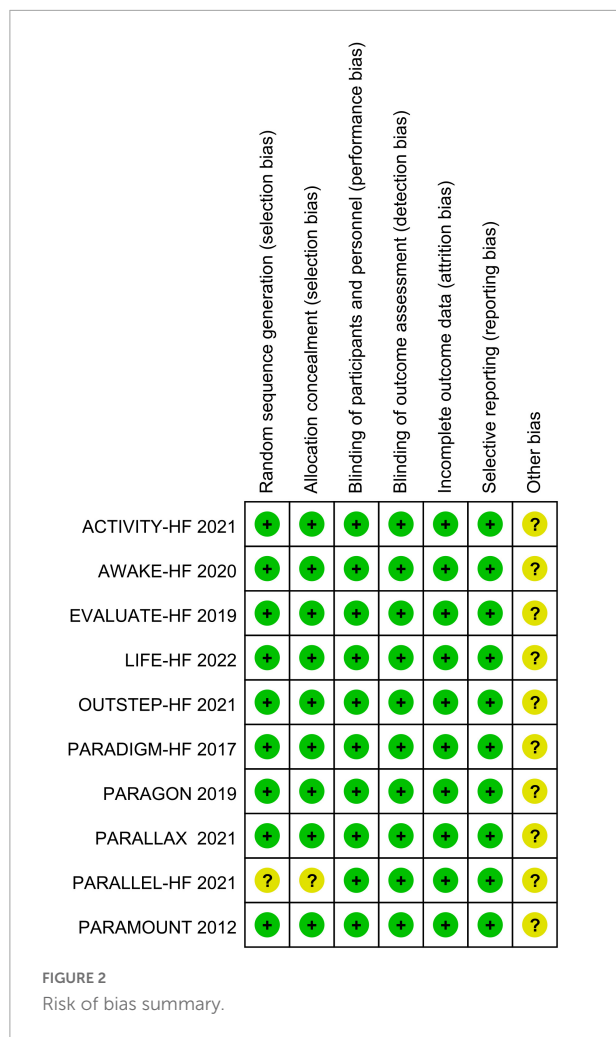 Random sequence generation (selection bias)
Allocation concealment (selection bias)
Blinding of participants and personnel (performance bias)
Blinding of outcome assessment (detection bias)
Incomplete outcome data (attrition bias)
Selective reporting (reporting bias)
Other bias
ACTIVITY-HF 2021 + + + + + + ?
AWAKE-HF 2020 + + + + + + ?
EVALUATE-HF 2019 + + + + + + ?
LIFE-HF 2022 + + + + + + ?
OUTSTEP-HF 2021 + + + + + + ?
PARADIGM-HF 2017 + + + + + + ?
PARAGON 2019 + + + + + + ?
PARALLAX 2021 + + + + + + ?
PARALLEL-HF 2021 ? ? + + + + ?
PARAMOUNT 2012 + + + + + + ?
FIGURE 2
Risk of bias summary.